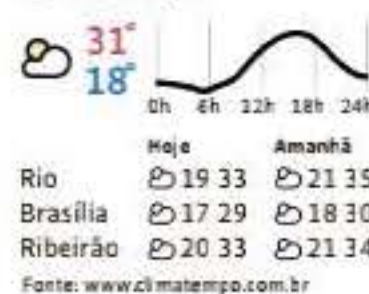 31°
18°
0h 6h 12h 18h 24h
Hoje Amanhã
Rio 19 33 21 35
Brasília 17 29 18 30
Ribeirão 20 33 21 34
Fonte: www.climatempo.com.br